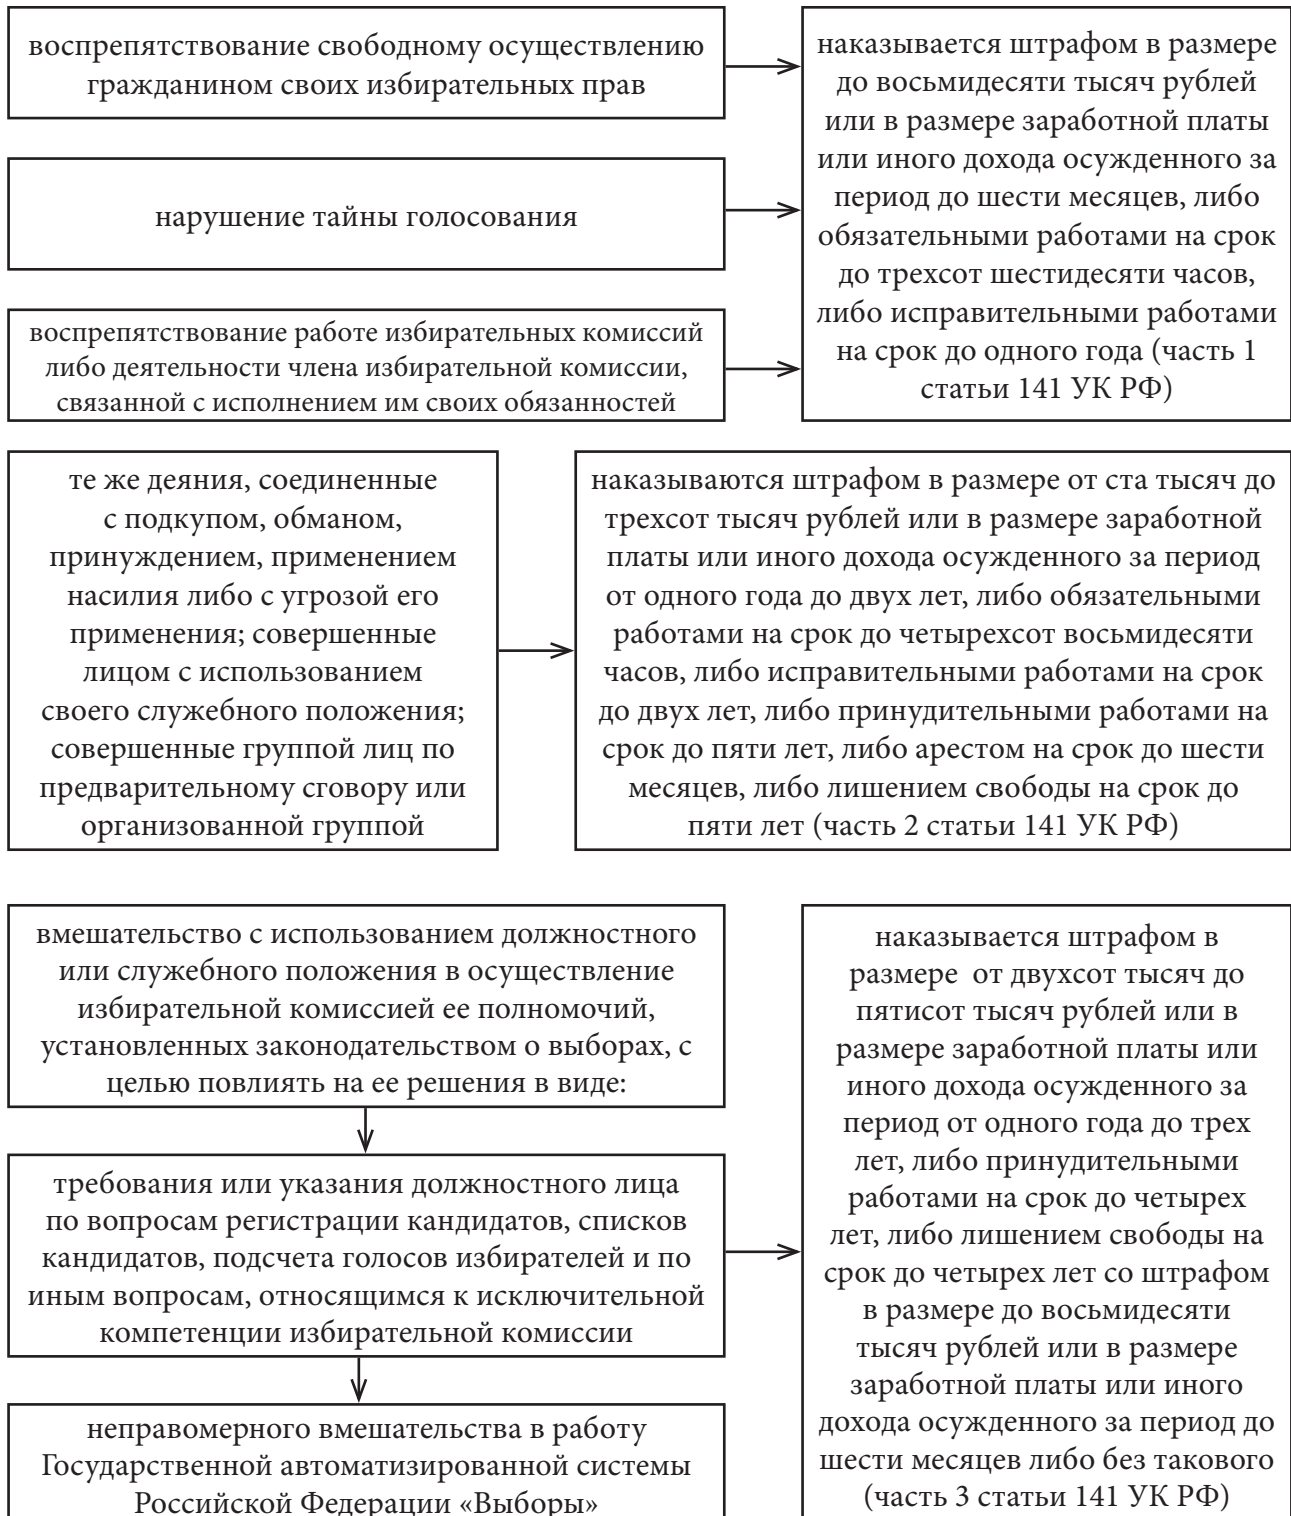 воспрепятствование свободному осуществлению
гражданином своих избирательных прав
нарушение тайны голосования
воспрепятствование работе избирательных комиссий
либо деятельности члена избирательной комиссии,
связанной с исполнением им своих обязанностей
наказывается штрафом в размере
до восьмидесяти тысяч рублей
или в размере заработной платы
или иного дохода осужденного за
период до шести месяцев, либо
обязательными работами на срок
до трехсот шестидесяти часов,
либо исправительными работами
на срок до одного года (часть 1
статьи 141 УК РФ)
те же деяния, соединенные
с подкупом, обманом,
принуждением, применением
насилия либо с угрозой его
применения; совершенные
лицом с использованием
своего служебного положения;
совершенные группой лиц по
предварительному сговору или
организованной группой
наказываются штрафом в размере от ста тысяч до
трехсот тысяч рублей или в размере заработной
платы или иного дохода осужденного за период
от одного года до двух лет, либо обязательными
работами на срок до четырехсот восьмидесяти
часов, либо исправительными работами на срок
до двух лет, либо принудительными работами на
срок до пяти лет, либо арестом на срок до шести
месяцев, либо лишением свободы на срок до
пяти лет (часть 2 статьи 141 УК РФ)
вмешательство с использованием должностного
или служебного положения в осуществление
избирательной комиссией ее полномочий,
установленных законодательством о выборах, с
целью повлиять на ее решения в виде:
требования или указания должностного лица
по вопросам регистрации кандидатов, списков
кандидатов, подсчета голосов избирателей и по
иным вопросам, относящимся к исключительной
компетенции избирательной комиссии
неправомерного вмешательства в работу
Государственной автоматизированной системы
Российской Федерации «Выборы»
наказывается штрафом в
размере от двухсот тысяч до
пятисот тысяч рублей или в
размере заработной платы или
иного дохода осужденного за
период от одного года до трех
лет, либо принудительными
работами на срок до четырех
лет, либо лишением свободы на
срок до четырех лет со штрафом
в размере до восьмидесяти
тысяч рублей или в размере
заработной платы или иного
дохода осужденного за период до
шести месяцев либо без такового
(часть 3 статьи 141 УК РФ)